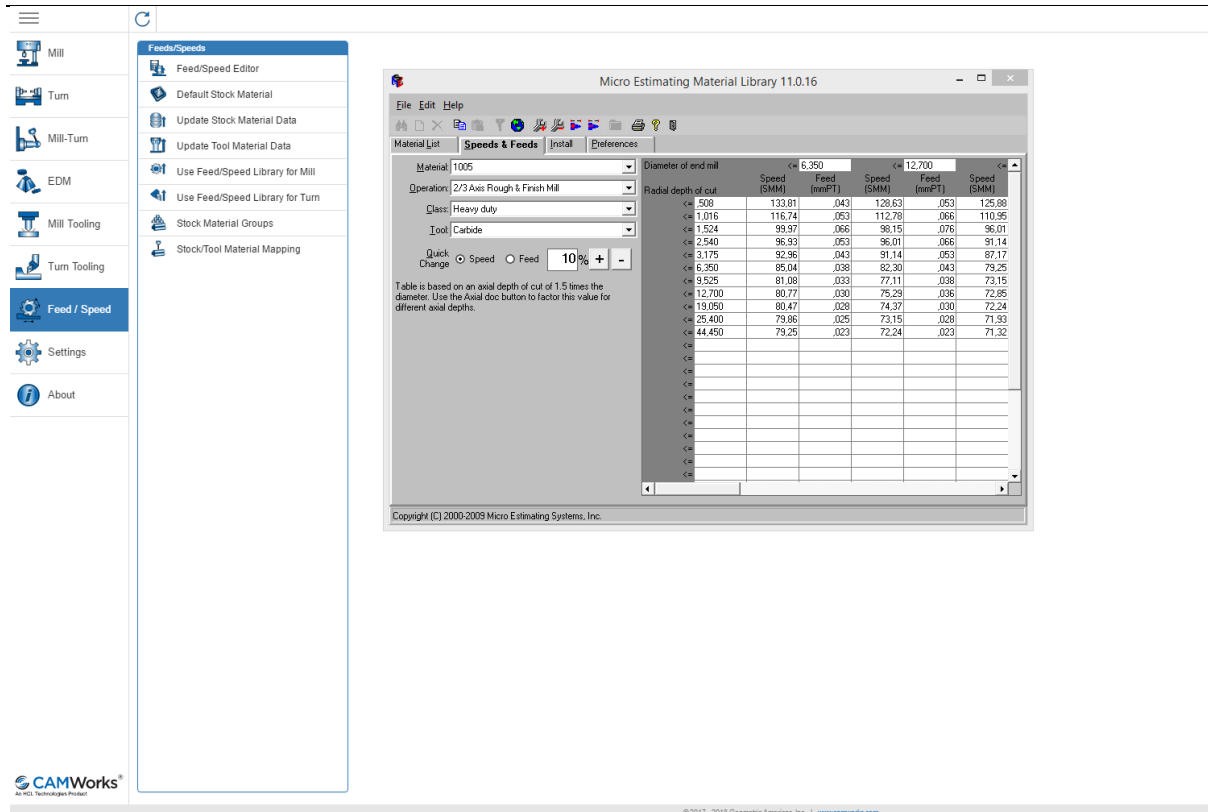 Mill
Turn
Mill-Turn
EDM
Mill Tooling
Turn Tooling
Feed / Speed
Settings
About
CAMWorks®
An HCL Technologies Product
Feeds/Speeds
Feed/Speed Editor
Default Stock Material
Update Stock Material Data
Update Tool Material Data
Use Feed/Speed Library for Mill
Use Feed/Speed Library for Turn
Stock Material Groups
Stock/Tool Material Mapping
Micro Estimating Material Library 11.0.16
File Edit Help
Material List Speeds & Feeds Install Preferences
Material 1005
Operation: 2/3 Axis Rough & Finish Mill
Class: Heavy duty
Tool: Carbide
Quick Change Speed Feed 10 % + -
Table is based on an axial depth of cut of 1.5 times the
diameter. Use the Axial doc button to factor this value for
different axial depths.
Diameter of end mill <= 6,350 <= 12,700 <=
Speed Feed Speed Feed Speed
Radial depth of cut (SMM) (mmPT) (SMM) (mmPT) (SMM)
<= ,508 133,81 ,043 128,63 ,053 125,88
<= 1,016 116,74 ,053 112,78 ,066 110,95
<= 1,524 99,97 ,066 98,15 ,076 96,01
<= 2,540 96,93 ,053 96,01 ,066 91,14
<= 3,175 92,96 ,043 91,14 ,053 87,17
<= 6,350 85,04 ,038 82,30 ,043 79,25
<= 9,525 81,08 ,033 77,11 ,038 73,15
<= 12,700 80,77 ,030 75,29 ,036 72,85
<= 19,050 80,47 ,028 74,37 ,030 72,24
<= 25,400 79,86 ,025 73,15 ,028 71,93
<= 44,450 79,25 ,023 72,24 ,023 71,32
<=
<=
<=
<=
<=
<=
<=
<=
<=
<=
<=
Copyright (C) 2000-2009 Micro Estimating Systems, Inc.